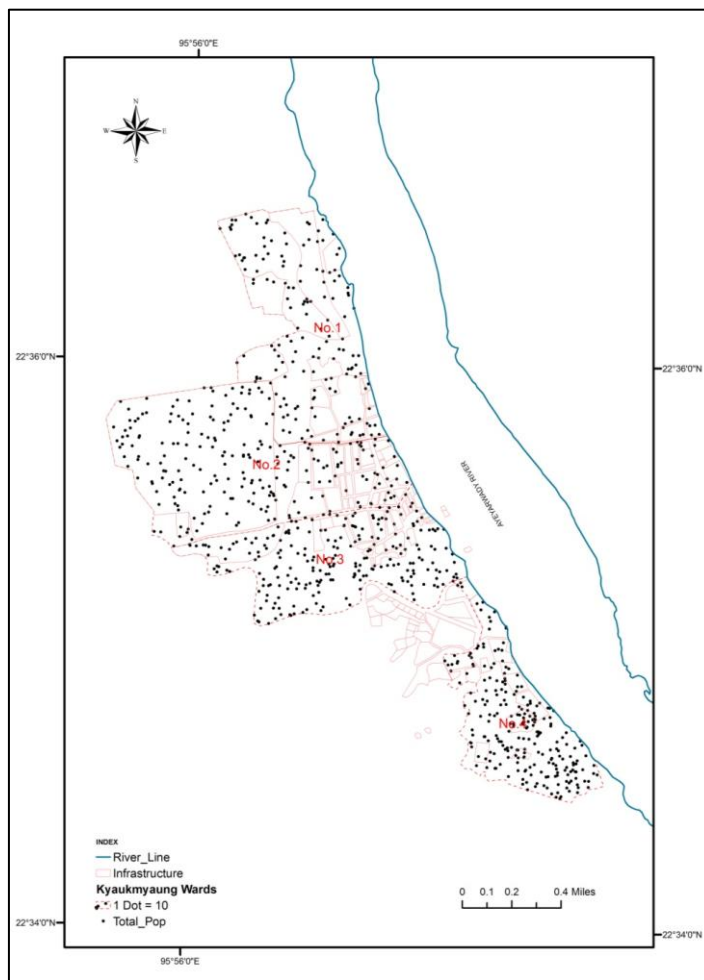 95°56'0"E
N
W E
S
No.1
22°36'0"N
22°36'0"N
No.2
AYEYARWADY RIVER
No.3
No.4
INDEX
River_Line
Infrastructure
Kyaukmyaung Wards
1 Dot = 10
Total_Pop
0 0.1 0.2 0.4 Miles
22°34'0"N
22°34'0"N
95°56'0"E